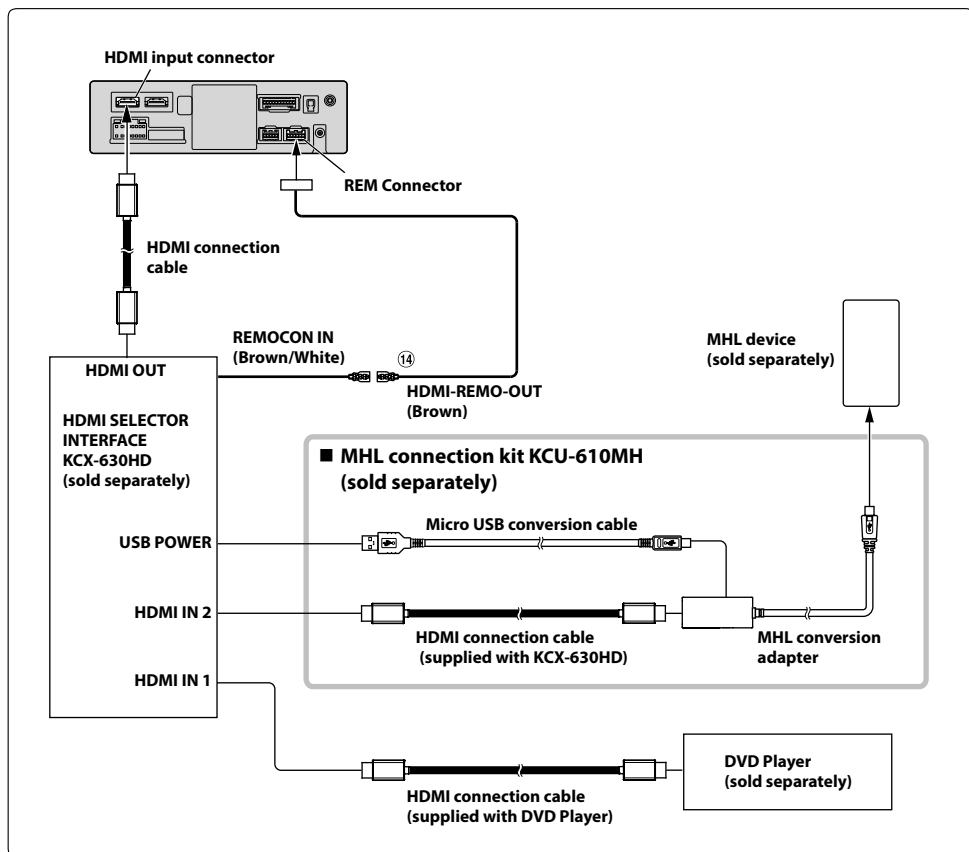 HDMI input connector
REM Connector
HDMI connection
cable
REMOCON IN
(Brown/White)
⑭
HDMI-REMO-OUT
(Brown)
MHL device
(sold separately)
HDMI OUT
HDMI SELECTOR
INTERFACE
KCX-630HD
(sold separately)
■ MHL connection kit KCU-610MH
(sold separately)
Micro USB conversion cable
USB POWER
HDMI IN 2
HDMI connection cable
(supplied with KCX-630HD)
MHL conversion
adapter
HDMI IN 1
DVD Player
(sold separately)
HDMI connection cable
(supplied with DVD Player)